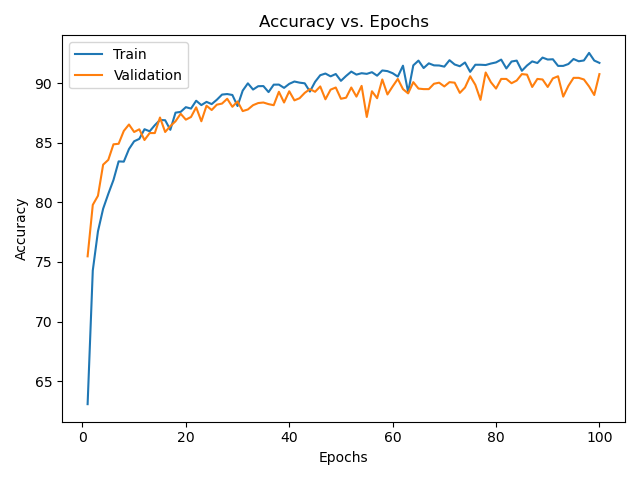 Accuracy vs. Epochs
Train
Validation
90
85
80
75
70
65
Accuracy
0 20 40 60 80 100
Epochs